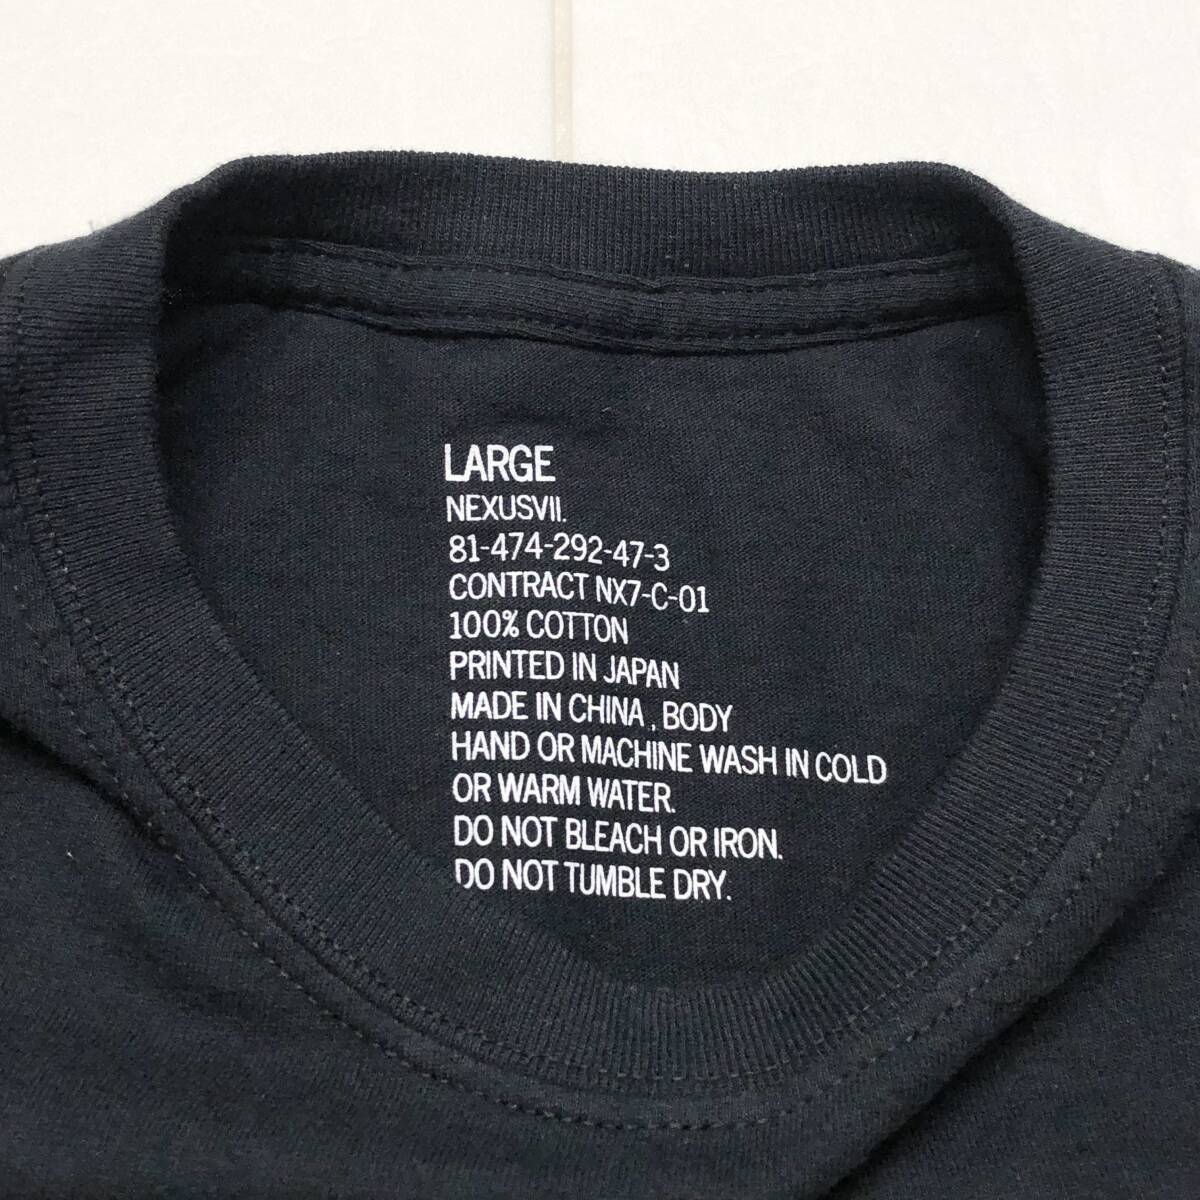 LARGE
NEXUSVII.
81-474-292-47-3
CONTRACT NX7-C-01
100% COTTON
PRINTED IN JAPAN
MADE IN CHINA , BODY
HAND OR MACHINE WASH IN COLD
OR WARM WATER.
DO NOT BLEACH OR IRON.
DO NOT TUMBLE DRY.